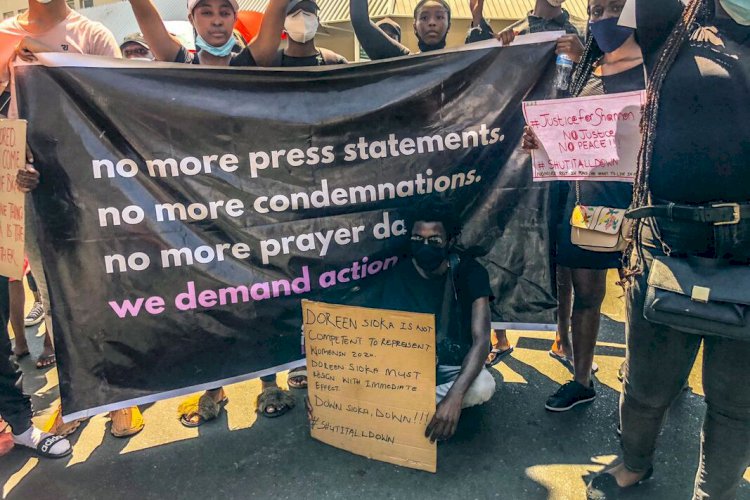 no more press statements.
no more condemnations.
no more prayer da
we demand action
#JusticeforShannon
NO JUSTICE
NO PEACE!!
#SHUTITALLDOWN
DOREEN SIOKA IS NOT
COMPETENT TO REPRESENT
WOMEN IN 2020.
DOREEN SIOKA MUST
RESIGN WITH IMMEDIATE
EFFECT.
DOWN SIOKA, DOWN!!!
#SHUTITALLDOWN